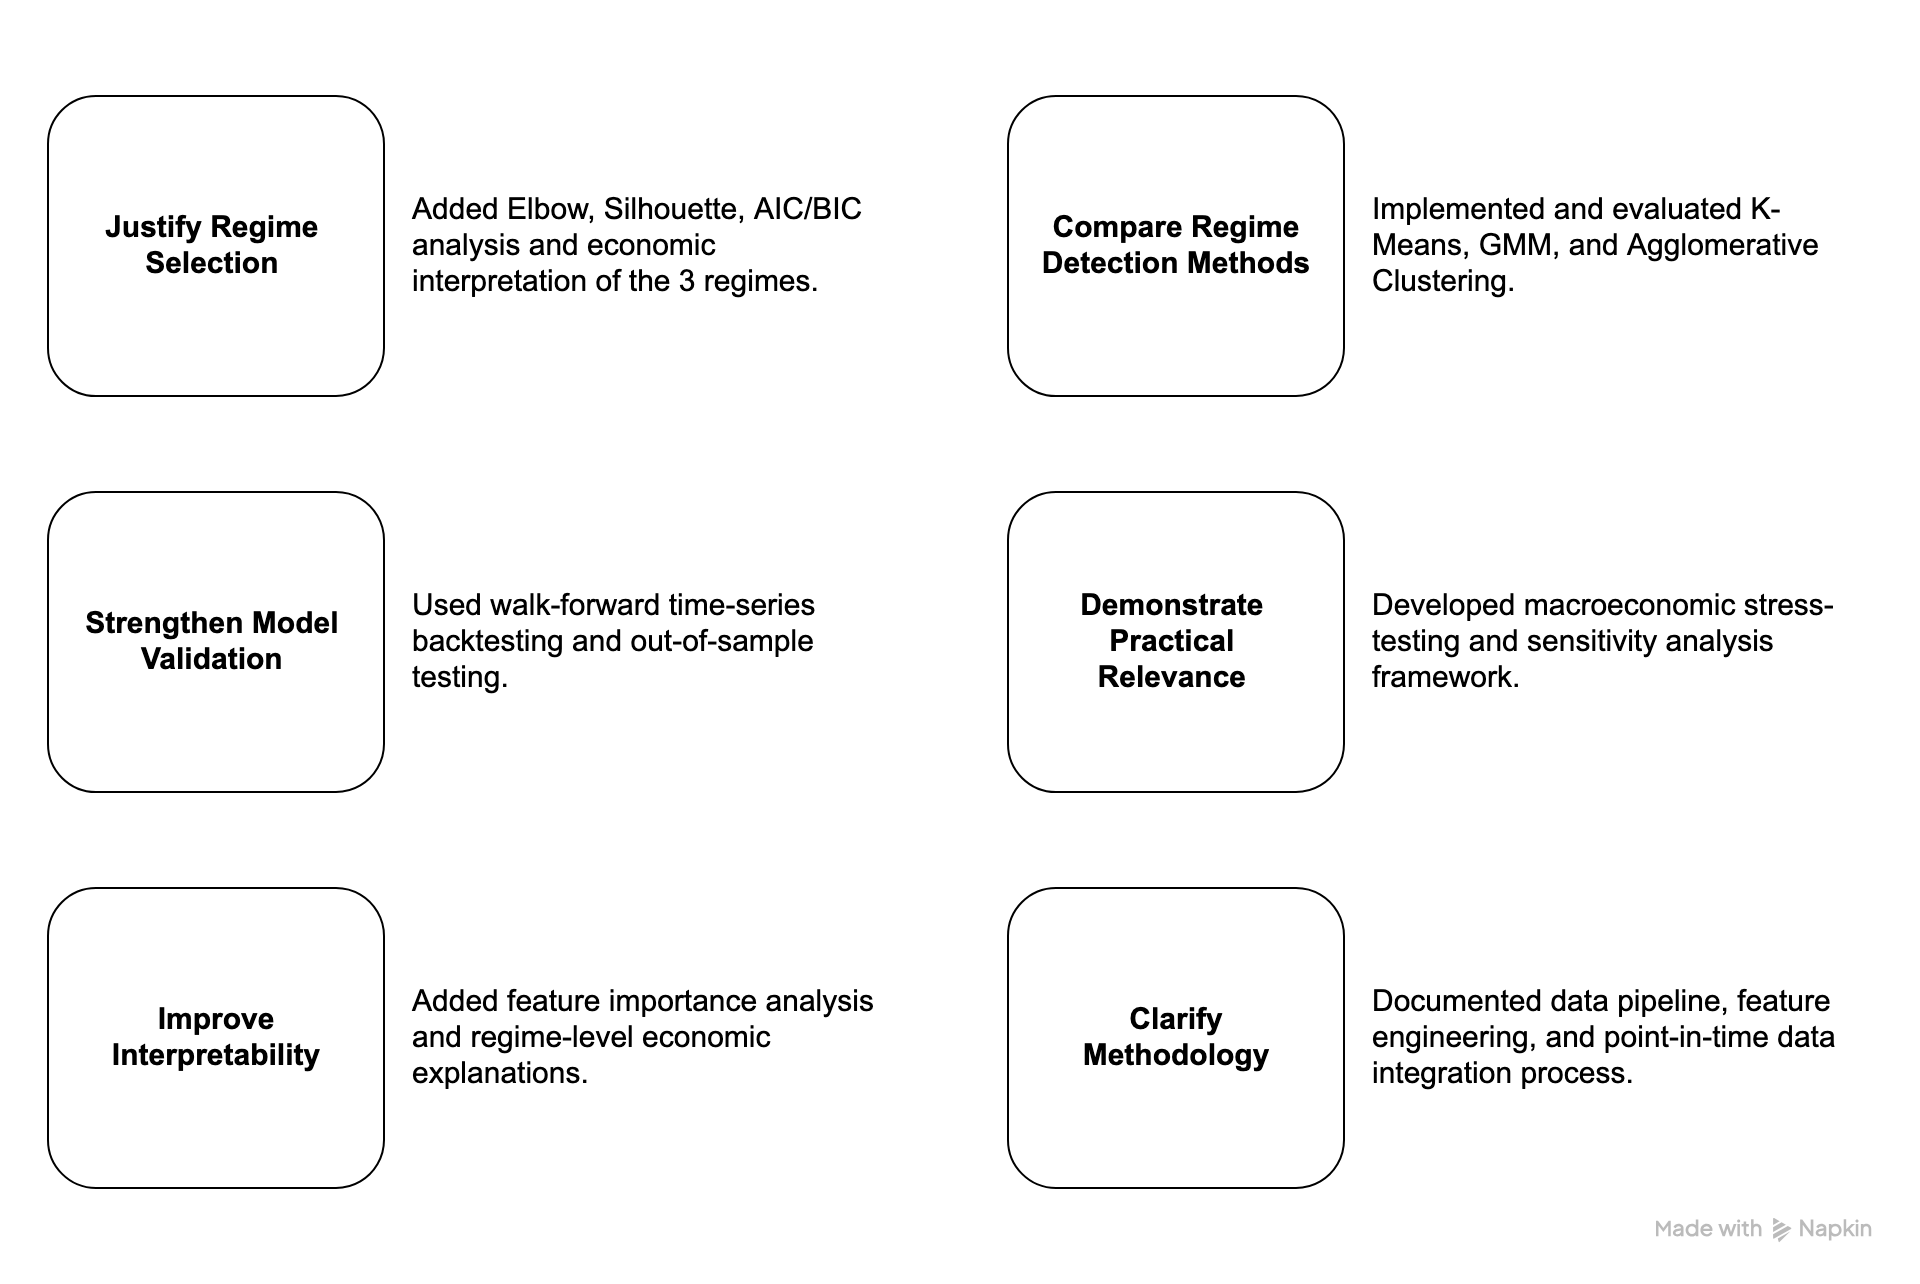 Justify Regime
Selection
Added Elbow, Silhouette, AIC/BIC
analysis and economic
interpretation of the 3 regimes.
Compare Regime
Detection Methods
Implemented and evaluated K-
Means, GMM, and Agglomerative
Clustering.
Strengthen Model
Validation
Used walk-forward time-series
backtesting and out-of-sample
testing.
Demonstrate
Practical
Relevance
Developed macroeconomic stress-
testing and sensitivity analysis
framework.
Improve
Interpretability
Added feature importance analysis
and regime-level economic
explanations.
Clarify
Methodology
Documented data pipeline, feature
engineering, and point-in-time data
integration process.
Made with Napkin